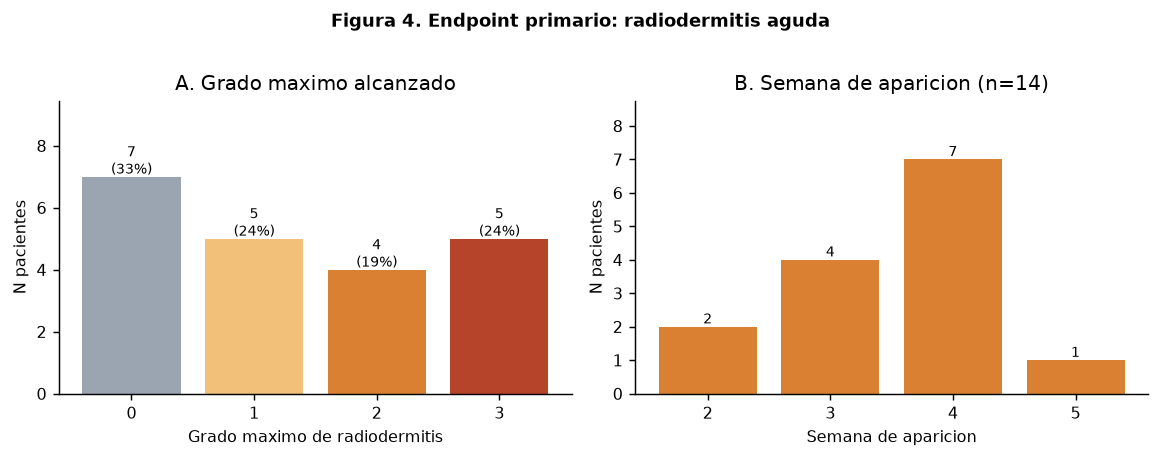 Figura 4. Endpoint primario: radiodermitis aguda
A. Grado maximo alcanzado
N pacientes
8
6
4
2
0
7
(33%)
5
(24%)
4
(19%)
5
(24%)
0 1 2 3
Grado maximo de radiodermitis
B. Semana de aparicion (n=14)
N pacientes
8
7
6
5
4
3
2
1
0
2
4
7
1
2 3 4 5
Semana de aparicion